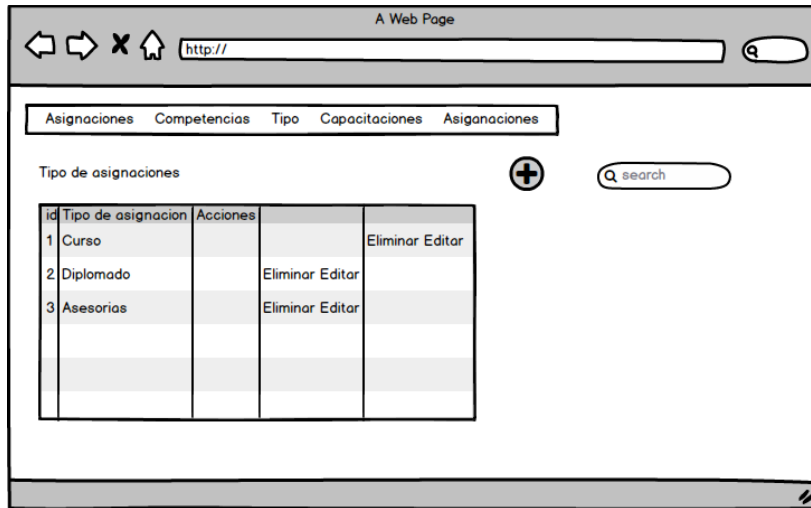 A Web Page
http://
Asignaciones Competencias Tipo Capacitaciones Asiganaciones
Tipo de asignaciones
search
id Tipo de asignacion Acciones
1 Curso Eliminar Editar
2 Diplomado Eliminar Editar
3 Asesorias Eliminar Editar